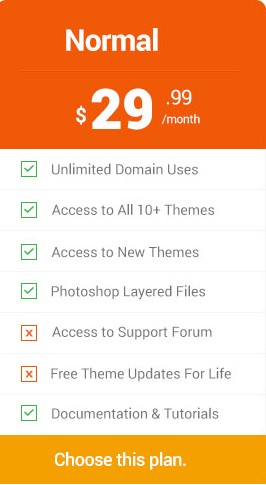 Normal
$29.99
/month
Unlimited Domain Uses
Access to All 10+ Themes
Access to New Themes
Photoshop Layered Files
Access to Support Forum
Free Theme Updates For Life
Documentation & Tutorials
Choose this plan.